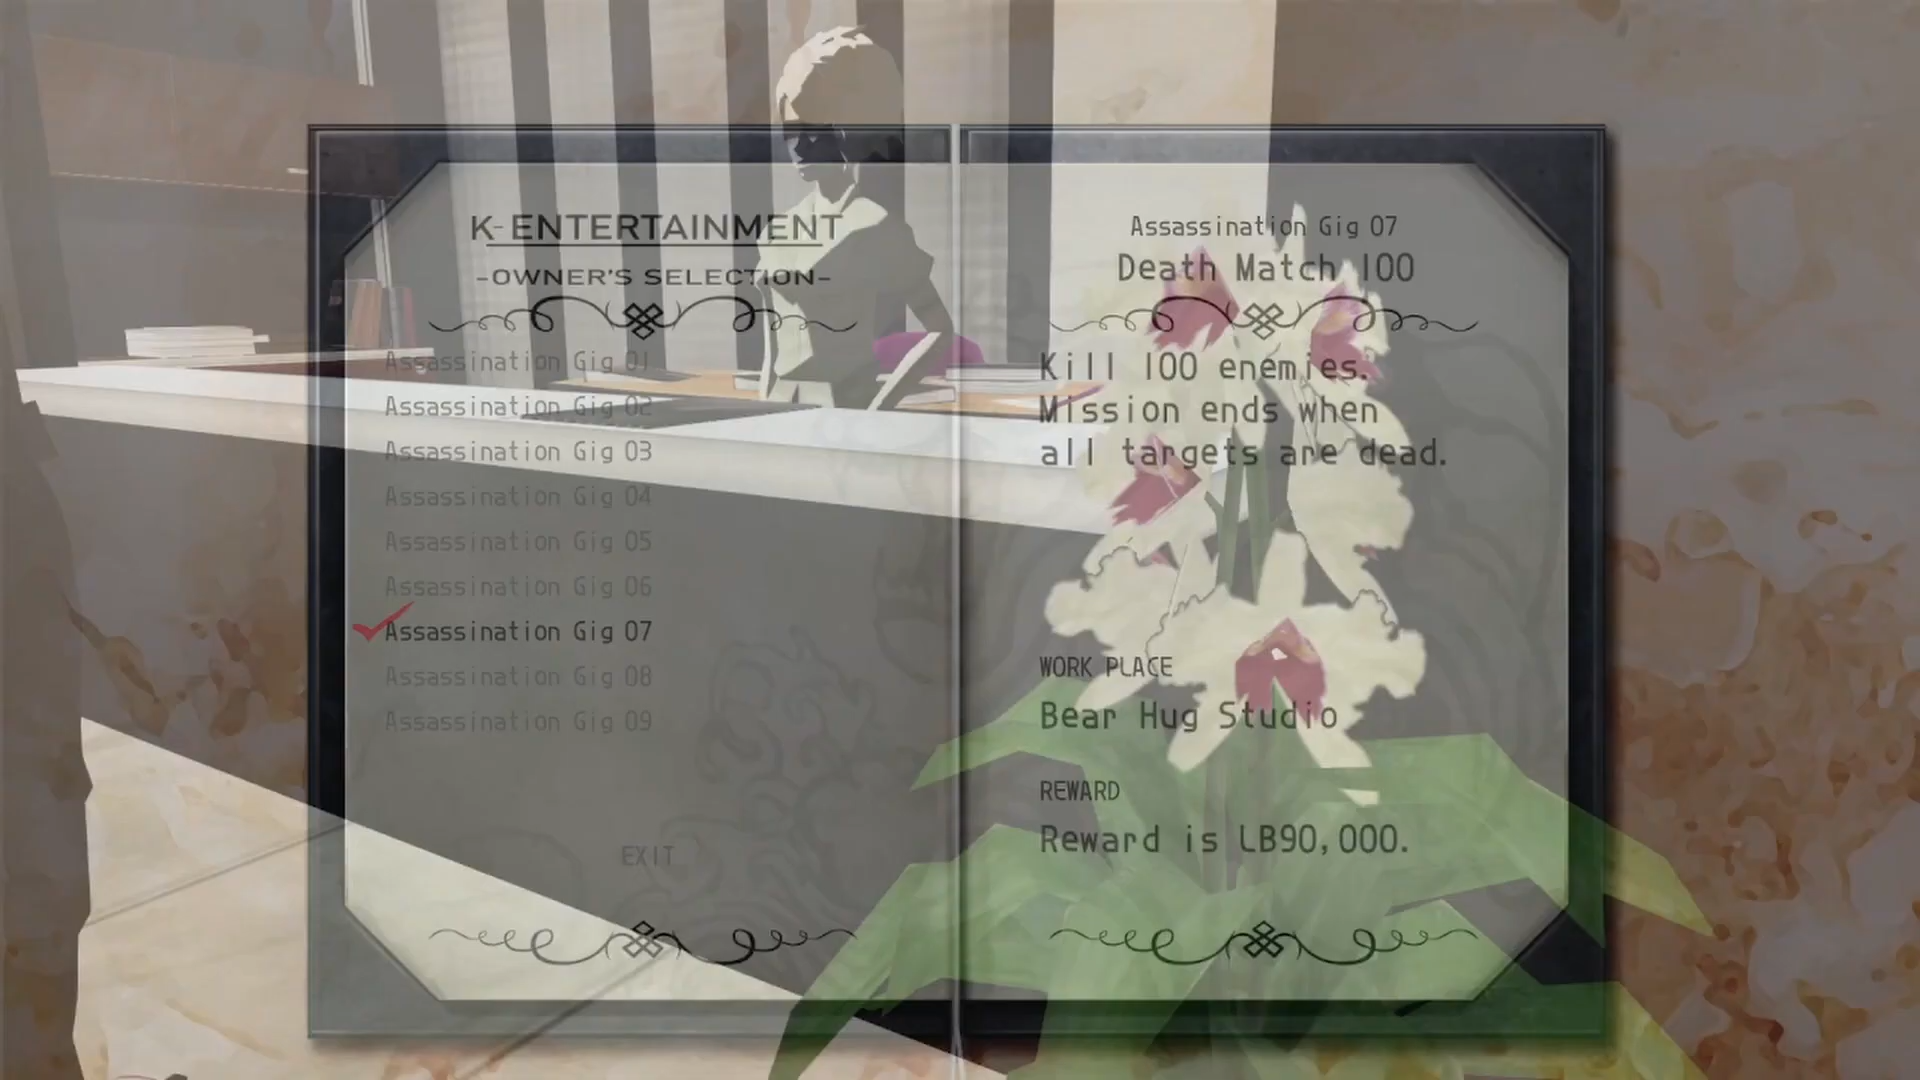 K-ENTERTAINMENT
-OWNER'S SELECTION-
Assassination Gig 01
Assassination Gig 02
Assassination Gig 03
Assassination Gig 04
Assassination Gig 05
Assassination Gig 06
Assassination Gig 07
Assassination Gig 08
Assassination Gig 09
EXIT
Assassination Gig 07
Death Match 100
Kill 100 enemies.
Mission ends when
all targets are dead.
WORK PLACE
Bear Hug Studio
REWARD
Reward is LB90,000.